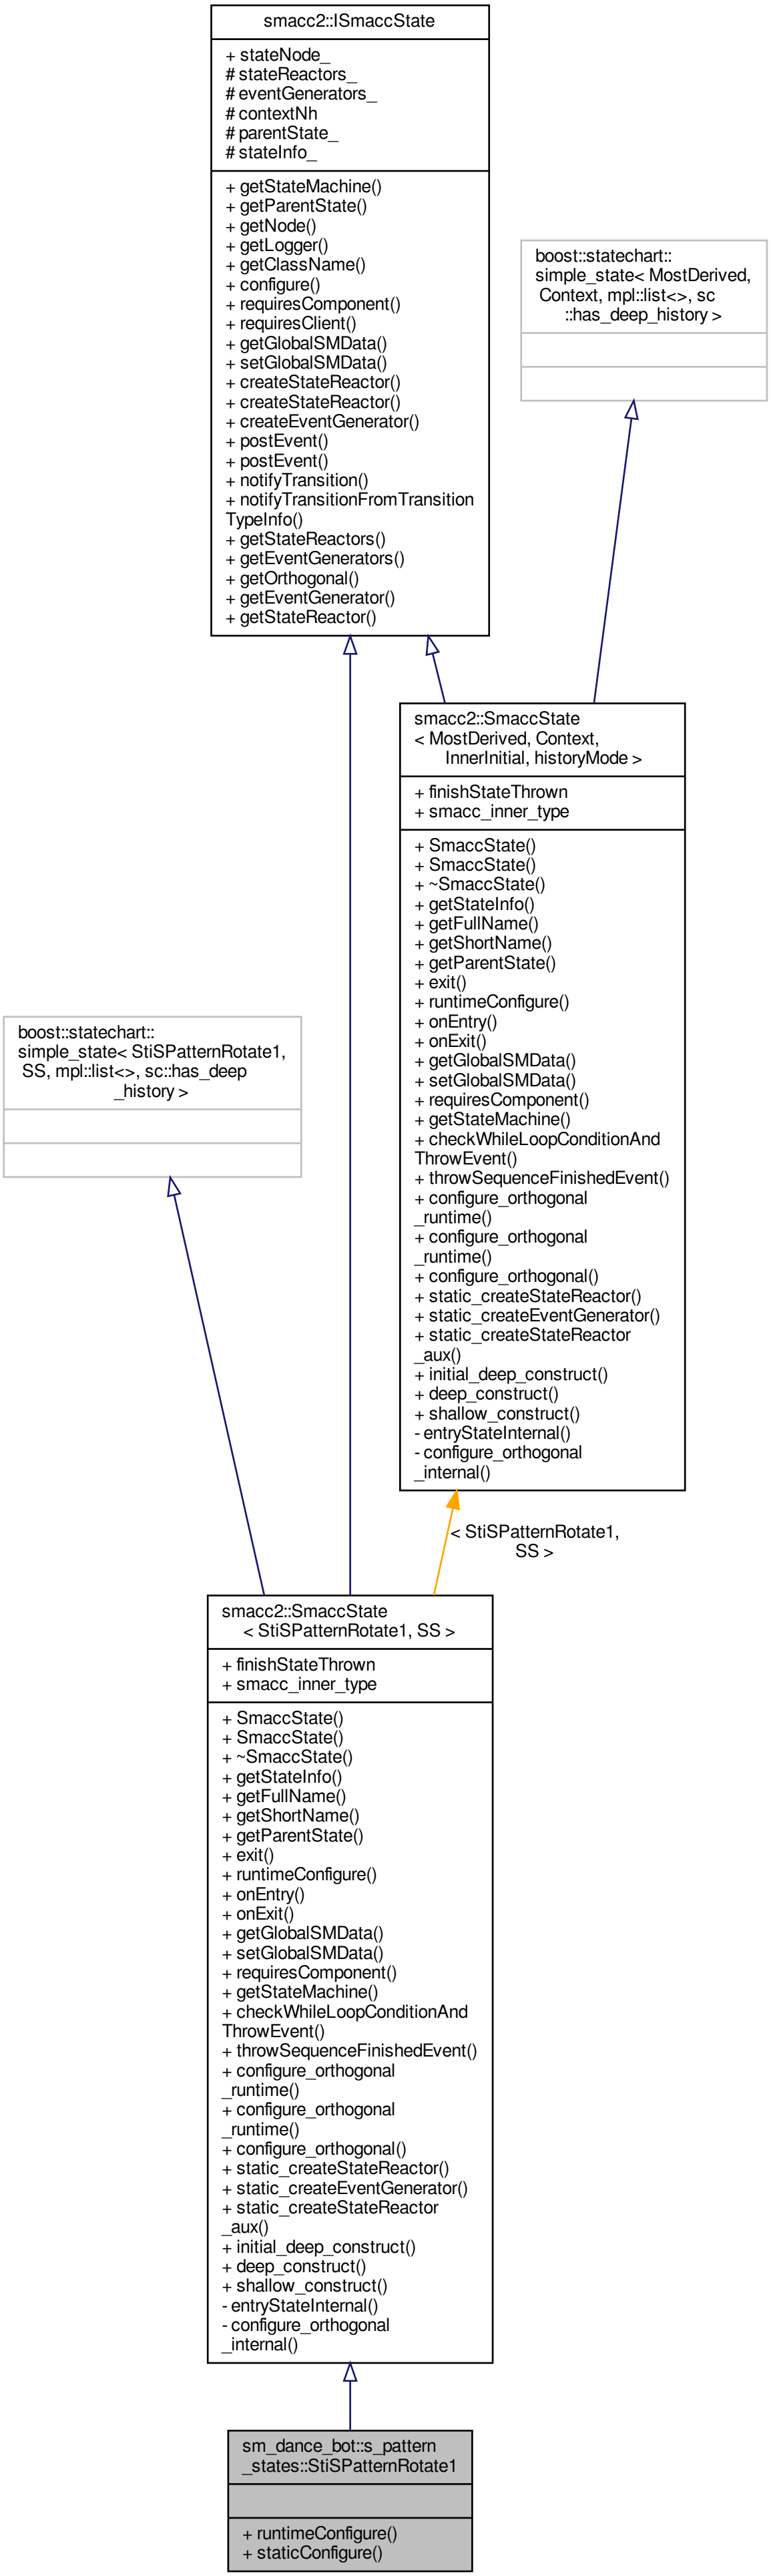 smacc2::ISmaccState
+ stateNode_
# stateReactors_
# eventGenerators_
# contextNh
# parentState_
# stateInfo_
+ getStateMachine()
+ getParentState()
+ getNode()
+ getLogger()
+ getClassName()
+ configure()
+ requiresComponent()
+ requiresClient()
+ getGlobalSMData()
+ setGlobalSMData()
+ createStateReactor()
+ createStateReactor()
+ createEventGenerator()
+ postEvent()
+ postEvent()
+ notifyTransition()
+ notifyTransitionFromTransition
TypeInfo()
+ getStateReactors()
+ getEventGenerators()
+ getOrthogonal()
+ getEventGenerator()
+ getStateReactor()
boost::statechart::
simple_state< MostDerived,
Context, mpl::list<>, sc
::has_deep_history >
smacc2::SmaccState
< MostDerived, Context,
InnerInitial, historyMode >
+ finishStateThrown
+ smacc_inner_type
+ SmaccState()
+ SmaccState()
+ ~SmaccState()
+ getStateInfo()
+ getFullName()
+ getShortName()
+ getParentState()
+ exit()
+ runtimeConfigure()
+ onEntry()
+ onExit()
+ getGlobalSMData()
+ setGlobalSMData()
+ requiresComponent()
+ getStateMachine()
+ checkWhileLoopConditionAnd
ThrowEvent()
+ throwSequenceFinishedEvent()
+ configure_orthogonal
_runtime()
+ configure_orthogonal
_runtime()
+ configure_orthogonal()
+ static_createStateReactor()
+ static_createEventGenerator()
+ static_createStateReactor
_aux()
+ initial_deep_construct()
+ deep_construct()
+ shallow_construct()
- entryStateInternal()
- configure_orthogonal
_internal()
boost::statechart::
simple_state< StiSPatternRotate1,
SS, mpl::list<>, sc::has_deep
_history >
< StiSPatternRotate1,
SS >
smacc2::SmaccState
< StiSPatternRotate1, SS >
+ finishStateThrown
+ smacc_inner_type
+ SmaccState()
+ SmaccState()
+ ~SmaccState()
+ getStateInfo()
+ getFullName()
+ getShortName()
+ getParentState()
+ exit()
+ runtimeConfigure()
+ onEntry()
+ onExit()
+ getGlobalSMData()
+ setGlobalSMData()
+ requiresComponent()
+ getStateMachine()
+ checkWhileLoopConditionAnd
ThrowEvent()
+ throwSequenceFinishedEvent()
+ configure_orthogonal
_runtime()
+ configure_orthogonal
_runtime()
+ configure_orthogonal()
+ static_createStateReactor()
+ static_createEventGenerator()
+ static_createStateReactor
_aux()
+ initial_deep_construct()
+ deep_construct()
+ shallow_construct()
- entryStateInternal()
- configure_orthogonal
_internal()
sm_dance_bot::s_pattern
_states::StiSPatternRotate1
+ runtimeConfigure()
+ staticConfigure()